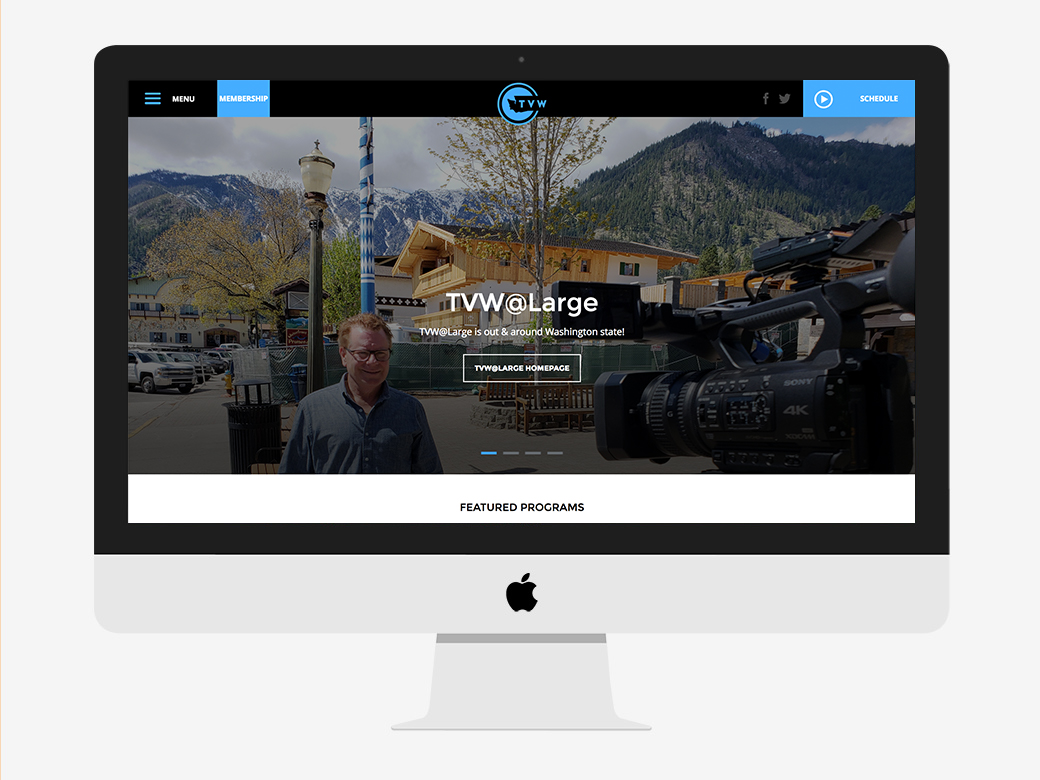 MENU
MEMBERSHIP
TVW
SCHEDULE
TVW@Large
TVW@Large is out & around Washington state!
TVW@LARGE HOMEPAGE
SONY
4K
FEATURED PROGRAMS